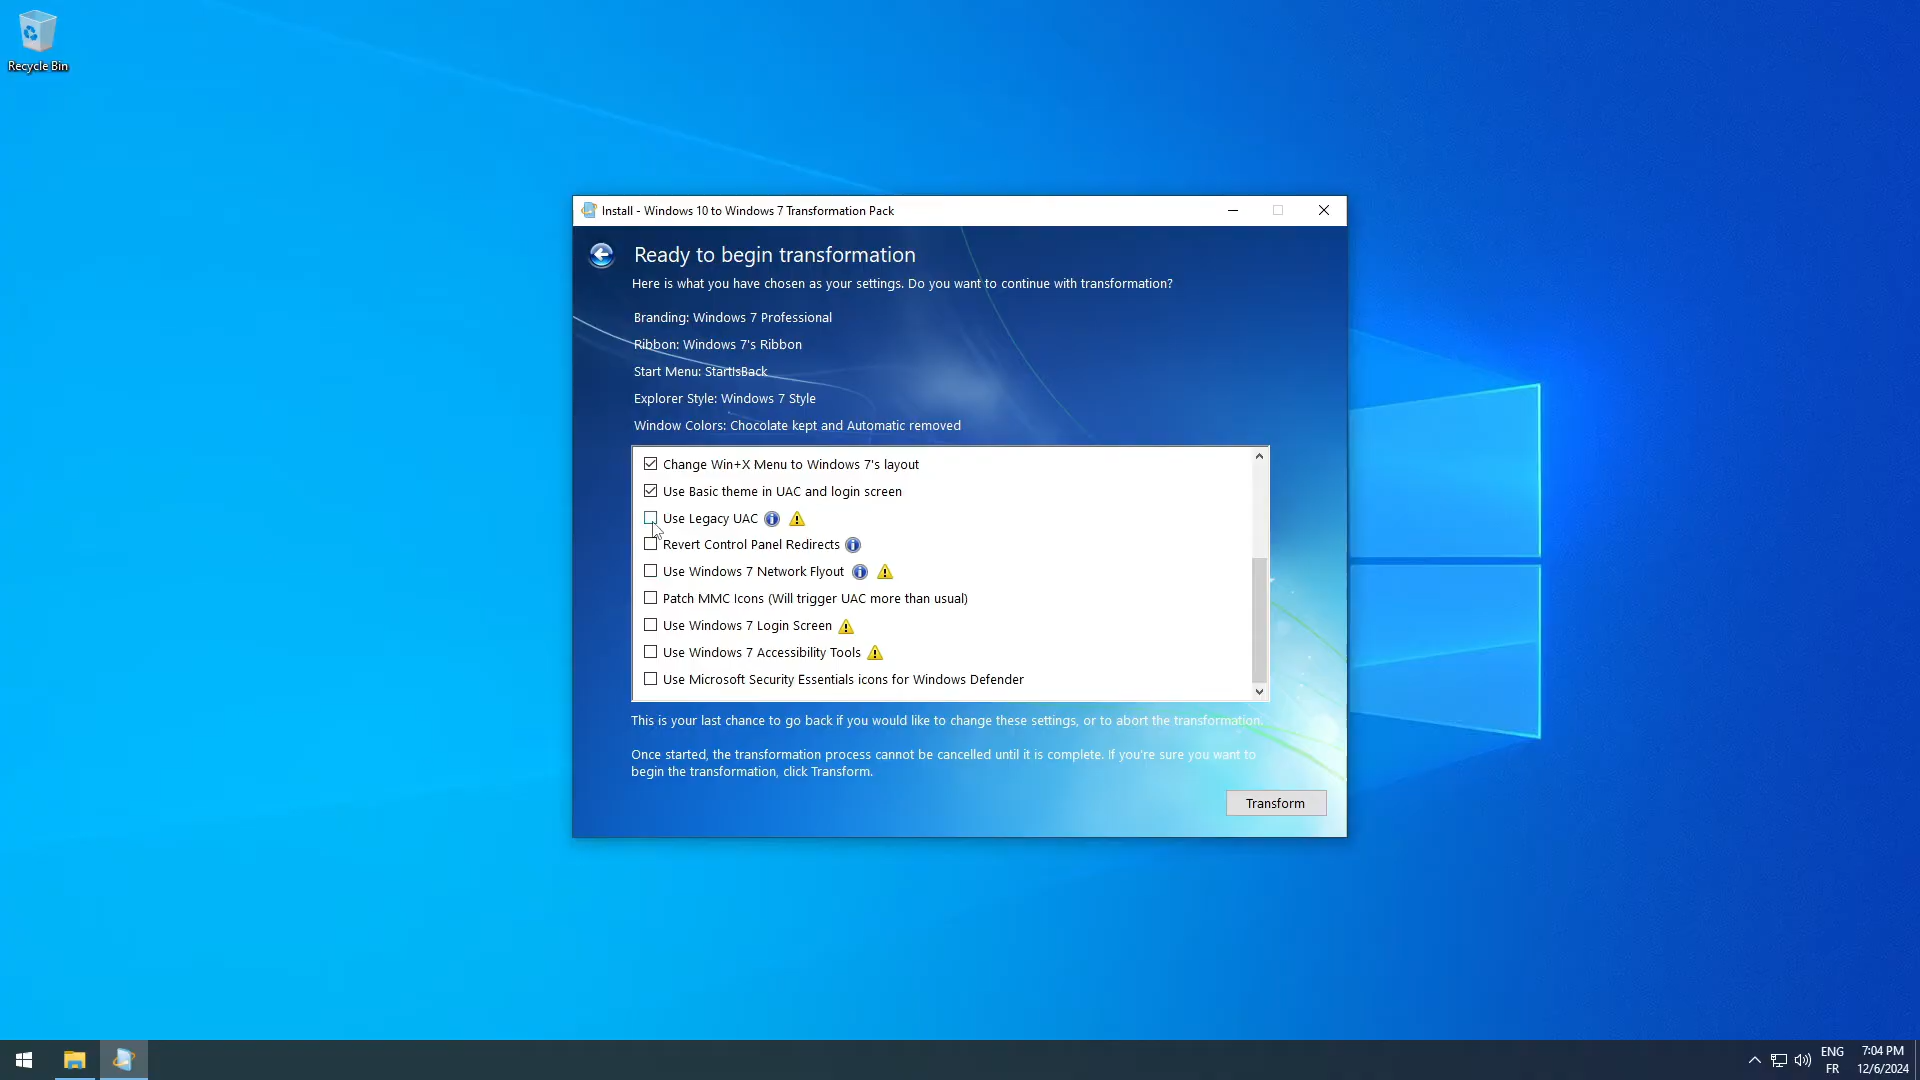 Recycle Bin
Install - Windows 10 to Windows 7 Transformation Pack
Ready to begin transformation
Here is what you have chosen as your settings. Do you want to continue with transformation?
Branding: Windows 7 Professional
Ribbon: Windows 7's Ribbon
Start Menu: StartIsBack
Explorer Style: Windows 7 Style
Window Colors: Chocolate kept and Automatic removed
Change Win+X Menu to Windows 7's layout
Use Basic theme in UAC and login screen
Use Legacy UAC
Revert Control Panel Redirects
Use Windows 7 Network Flyout
Patch MMC Icons (Will trigger UAC more than usual)
Use Windows 7 Login Screen
Use Windows 7 Accessibility Tools
Use Microsoft Security Essentials icons for Windows Defender
This is your last chance to go back if you would like to change these settings, or to abort the transformation.
Once started, the transformation process cannot be cancelled until it is complete. If you're sure you want to
begin the transformation, click Transform.
Transform
ENG
FR
7:04 PM
12/6/2024